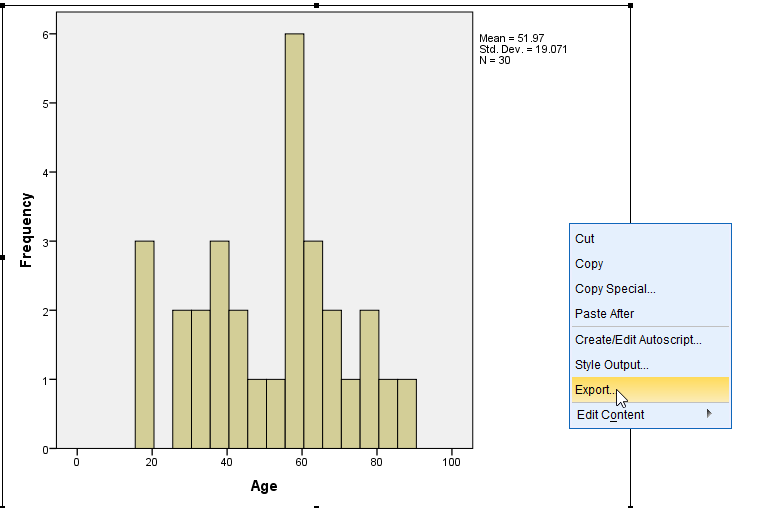 Mean = 51.97
Std. Dev. = 19.071
N = 30
6
5
4
3
2
1
0
Frequency
0 20 40 60 80 100
Age
Cut
Copy
Copy Special...
Paste After
Create/Edit Autoscript...
Style Output...
Export...
Edit Content